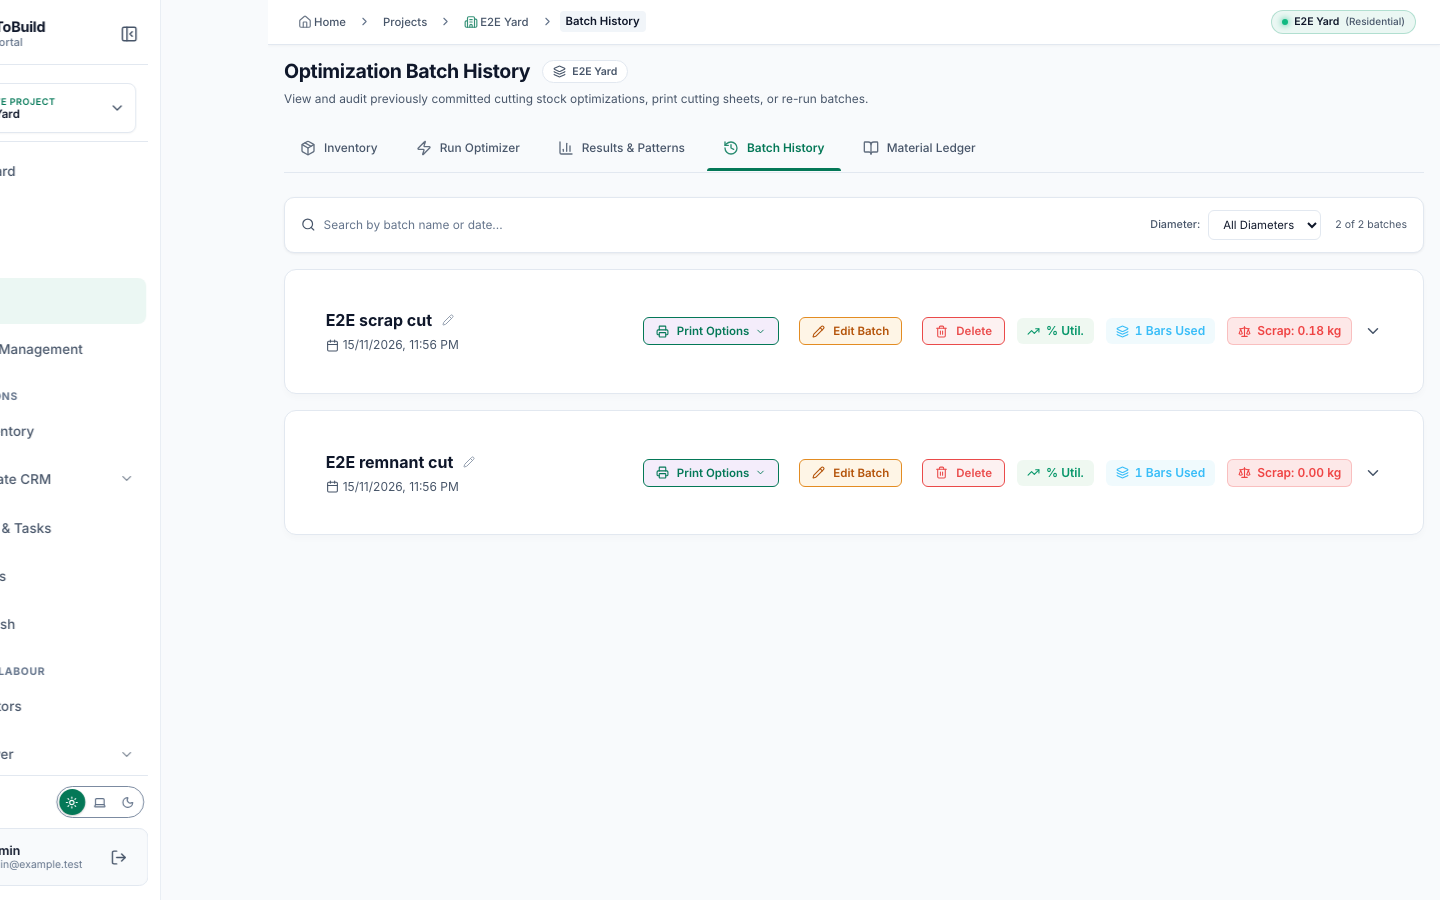 ToBuild
ortal
E PROJECT
Yard
rd
Management
ONS
ntory
ate CRM
& Tasks
s
sh
LABOUR
tors
er
min
in@example.test
Home
Projects
E2E Yard
Batch History
E2E Yard (Residential)
Optimization Batch History
E2E Yard
View and audit previously committed cutting stock optimizations, print cutting sheets, or re-run batches.
Inventory
Run Optimizer
Results & Patterns
Batch History
Material Ledger
Search by batch name or date...
Diameter:
All Diameters
2 of 2 batches
E2E scrap cut
15/11/2026, 11:56 PM
Print Options
Edit Batch
Delete
% Util.
1 Bars Used
Scrap: 0.18 kg
E2E remnant cut
15/11/2026, 11:56 PM
Print Options
Edit Batch
Delete
% Util.
1 Bars Used
Scrap: 0.00 kg